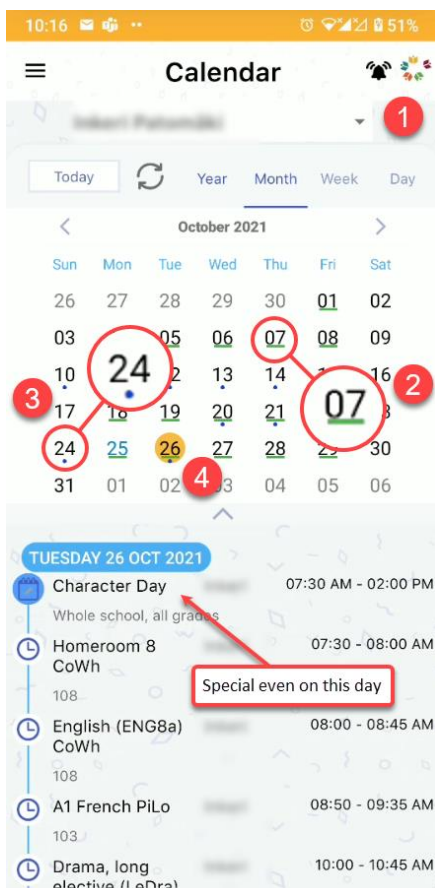 10:16 51%
Calendar
1
Today Year Month Week Day
October 2021
Sun Mon Tue Wed Thu Fri Sat
26 27 28 29 30 01 02
03 05 06 07 08 09
10 24 2 13 14 07 16 2
3 17 18 19 20 21
24 25 26 27 28 29 30
4
31 01 02 03 04 05 06
TUESDAY 26 OCT 2021
Character Day 07:30 AM - 02:00 PM
Whole school, all grades
Homeroom 8 07:30 - 08:00 AM
CoWh
108
Special even on this day
English (ENG8a) 08:00 - 08:45 AM
CoWh
108
A1 French PiLo 08:50 - 09:35 AM
103
Drama, long 10:00 - 10:45 AM
elective (LeDra)